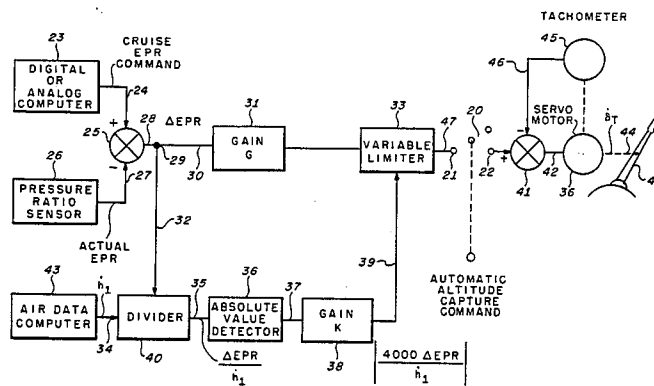 TACHOMETER
45
46
23
DIGITAL
OR
ANALOG
COMPUTER
CRUISE
EPR
COMMAND
24
+
25
-
28
ΔEPR
29
30
31
GAIN
G
33
VARIABLE
LIMITER
47
21
20
22
+
-
41
42
SERVO
MOTOR
36
δ̇T
44
26
PRESSURE
RATIO
SENSOR
27
ACTUAL
EPR
32
39
AUTOMATIC
ALTITUDE
CAPTURE
COMMAND
43
AIR DATA
COMPUTER
ḣ1
34
DIVIDER
40
35
ΔEPR
ḣ1
36
ABSOLUTE
VALUE
DETECTOR
37
GAIN
K
38
4000 ΔEPR
ḣ1